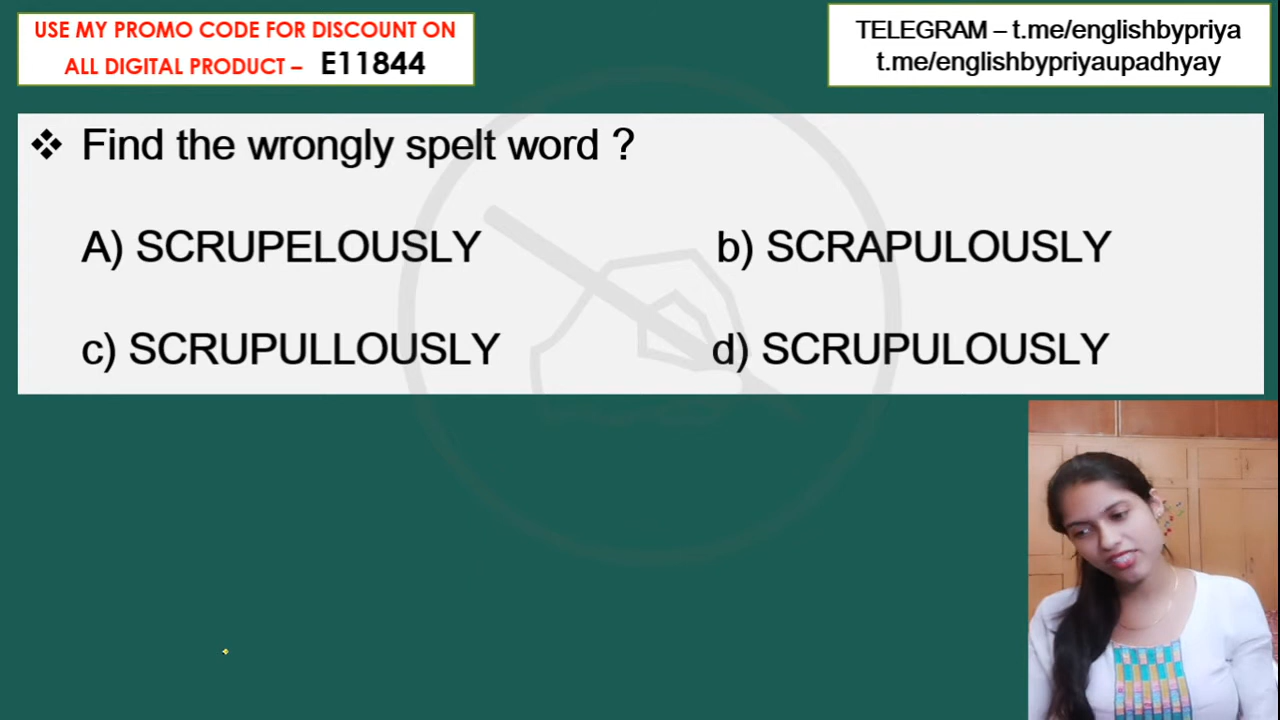 USE MY PROMO CODE FOR DISCOUNT ON
ALL DIGITAL PRODUCT – E11844
TELEGRAM – t.me/englishbypriya
t.me/englishbypriyaupadhyay
❖ Find the wrongly spelt word ?
A) SCRUPELOUSLY b) SCRAPULOUSLY
c) SCRUPULLOUSLY d) SCRUPULOUSLY